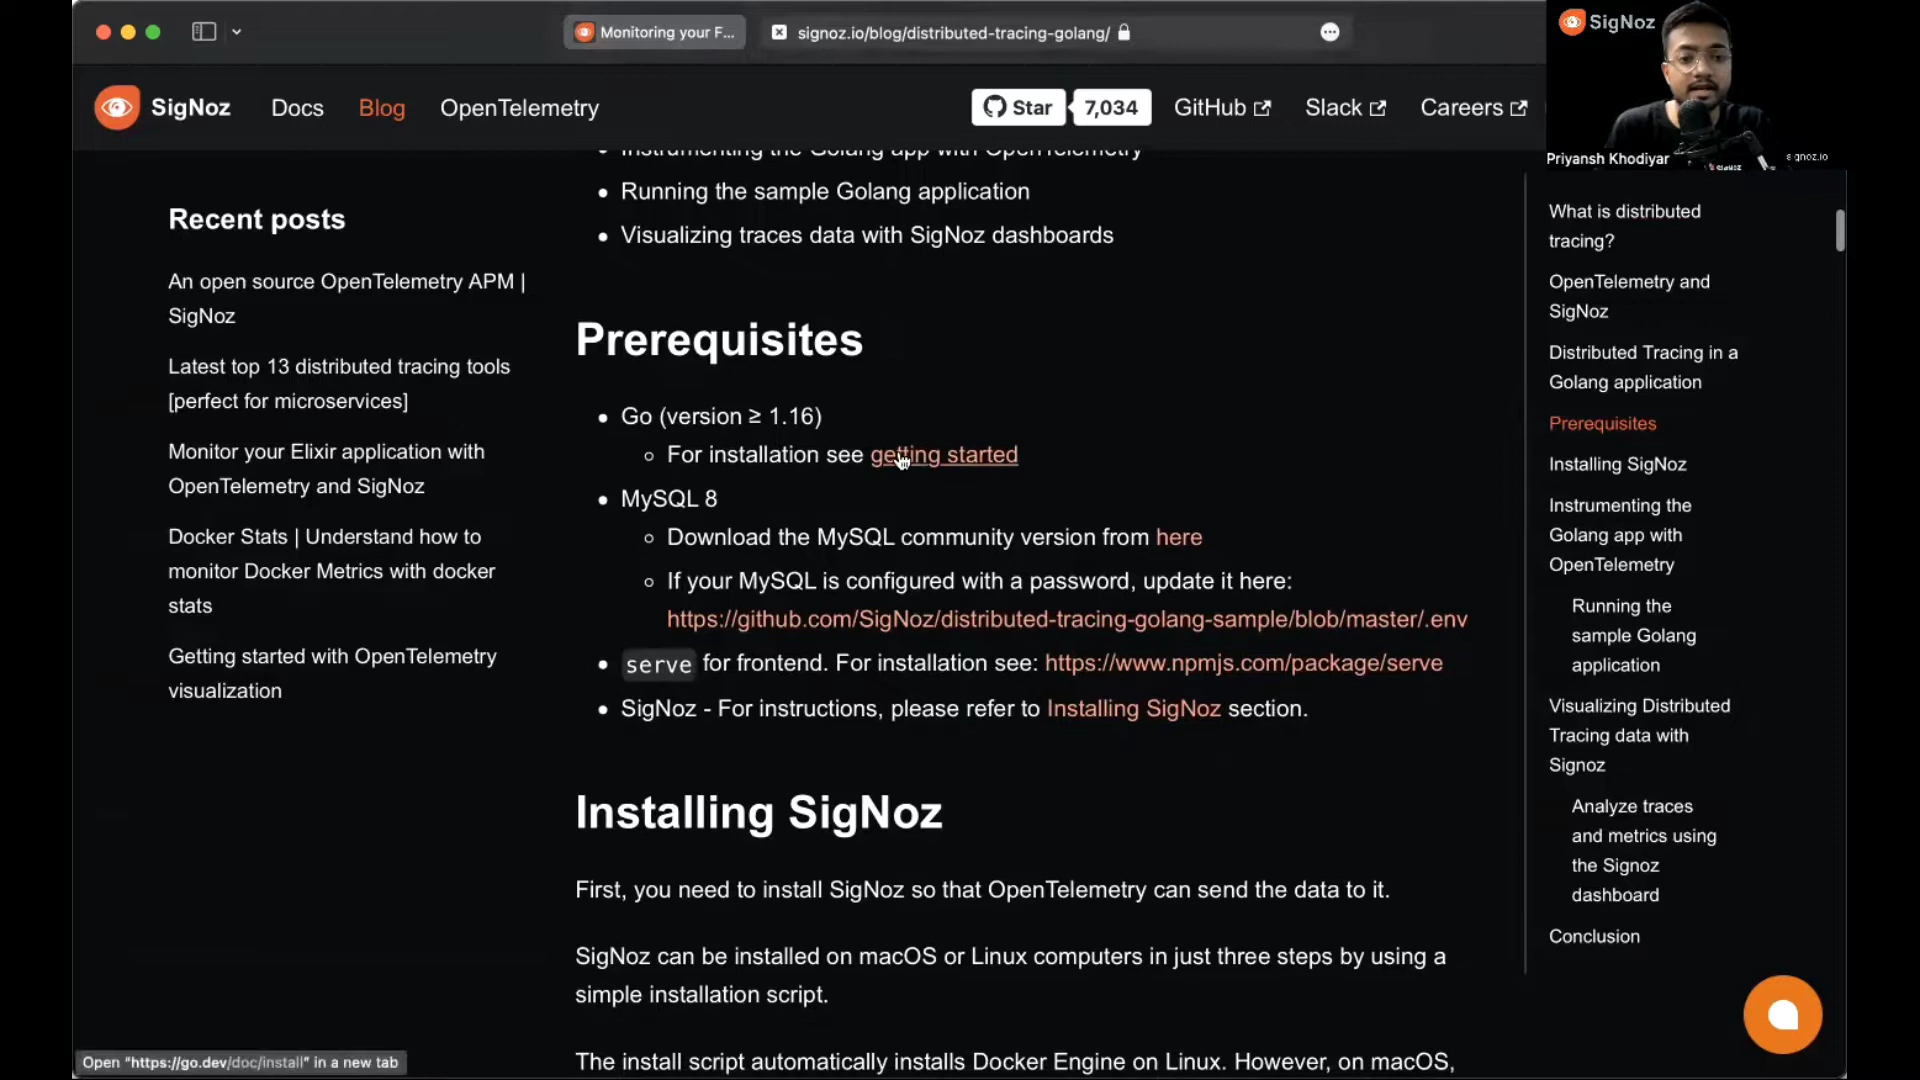 Monitoring your F...
signoz.io/blog/distributed-tracing-golang/
SigNoz
Docs
Blog
OpenTelemetry
Star
7,034
GitHub
Slack
Careers
SigNoz
Priyansh Khodiyar
signoz.io
Recent posts
An open source OpenTelemetry APM |
SigNoz
Latest top 13 distributed tracing tools
[perfect for microservices]
Monitor your Elixir application with
OpenTelemetry and SigNoz
Docker Stats | Understand how to
monitor Docker Metrics with docker
stats
Getting started with OpenTelemetry
visualization
Instrumenting the Golang app with OpenTelemetry
Running the sample Golang application
Visualizing traces data with SigNoz dashboards
Prerequisites
Go (version ≥ 1.16)
For installation see getting started
MySQL 8
Download the MySQL community version from here
If your MySQL is configured with a password, update it here:
https://github.com/SigNoz/distributed-tracing-golang-sample/blob/master/.env
serve for frontend. For installation see: https://www.npmjs.com/package/serve
SigNoz - For instructions, please refer to Installing SigNoz section.
Installing SigNoz
First, you need to install SigNoz so that OpenTelemetry can send the data to it.
SigNoz can be installed on macOS or Linux computers in just three steps by using a
simple installation script.
The install script automatically installs Docker Engine on Linux. However, on macOS,
What is distributed
tracing?
OpenTelemetry and
SigNoz
Distributed Tracing in a
Golang application
Prerequisites
Installing SigNoz
Instrumenting the
Golang app with
OpenTelemetry
Running the
sample Golang
application
Visualizing Distributed
Tracing data with
Signoz
Analyze traces
and metrics using
the Signoz
dashboard
Conclusion
Open "https://go.dev/doc/install" in a new tab